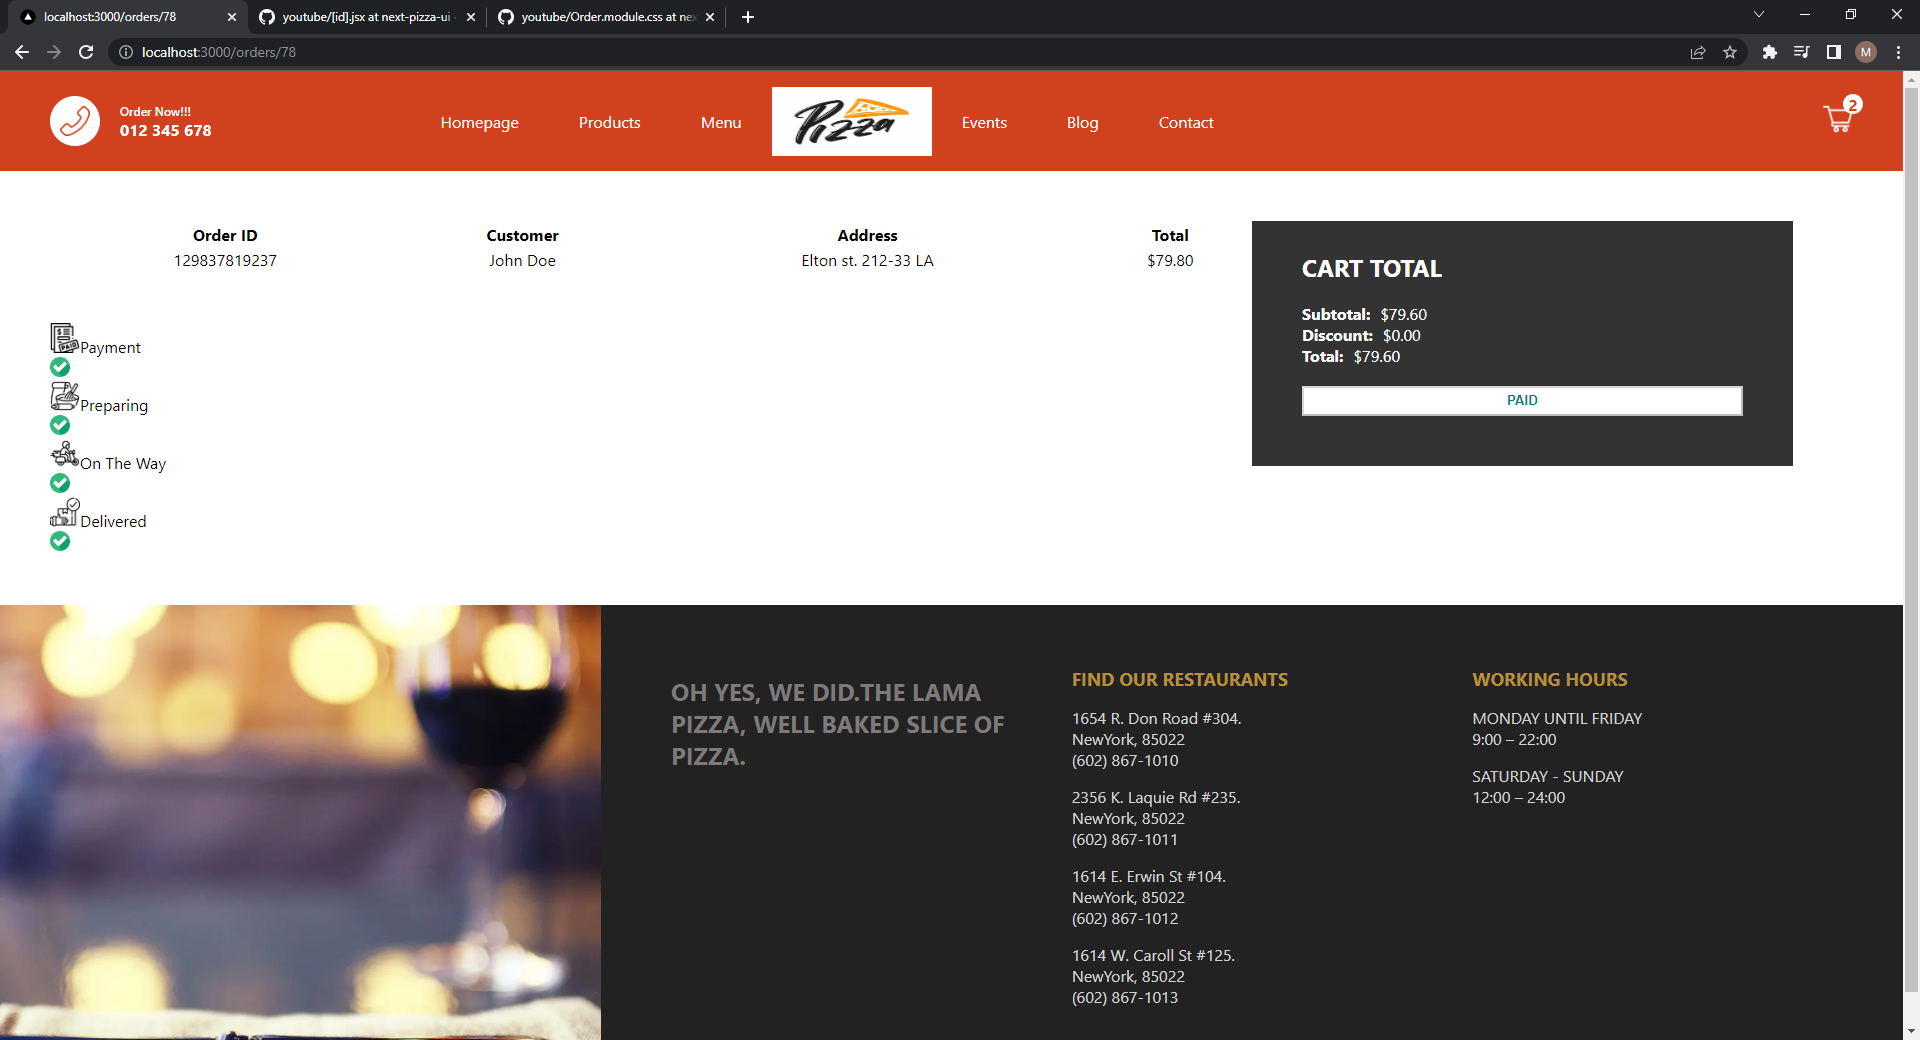 localhost:3000/orders/78
youtube/[id].jsx at next-pizza-ui
youtube/Order.module.css at ne
localhost:3000/orders/78
M
Order Now!!!
012 345 678
Homepage
Products
Menu
Pizza
Events
Blog
Contact
2
Order ID
Customer
Address
Total
129837819237
John Doe
Elton st. 212-33 LA
$79.80
CART TOTAL
Subtotal: $79.60
Discount: $0.00
Total: $79.60
PAID
PAID
Payment
Preparing
On The Way
Delivered
OH YES, WE DID.THE LAMA
PIZZA, WELL BAKED SLICE OF
PIZZA.
FIND OUR RESTAURANTS
1654 R. Don Road #304.
NewYork, 85022
(602) 867-1010
2356 K. Laquie Rd #235.
NewYork, 85022
(602) 867-1011
1614 E. Erwin St #104.
NewYork, 85022
(602) 867-1012
1614 W. Caroll St #125.
NewYork, 85022
(602) 867-1013
WORKING HOURS
MONDAY UNTIL FRIDAY
9:00 – 22:00
SATURDAY - SUNDAY
12:00 – 24:00